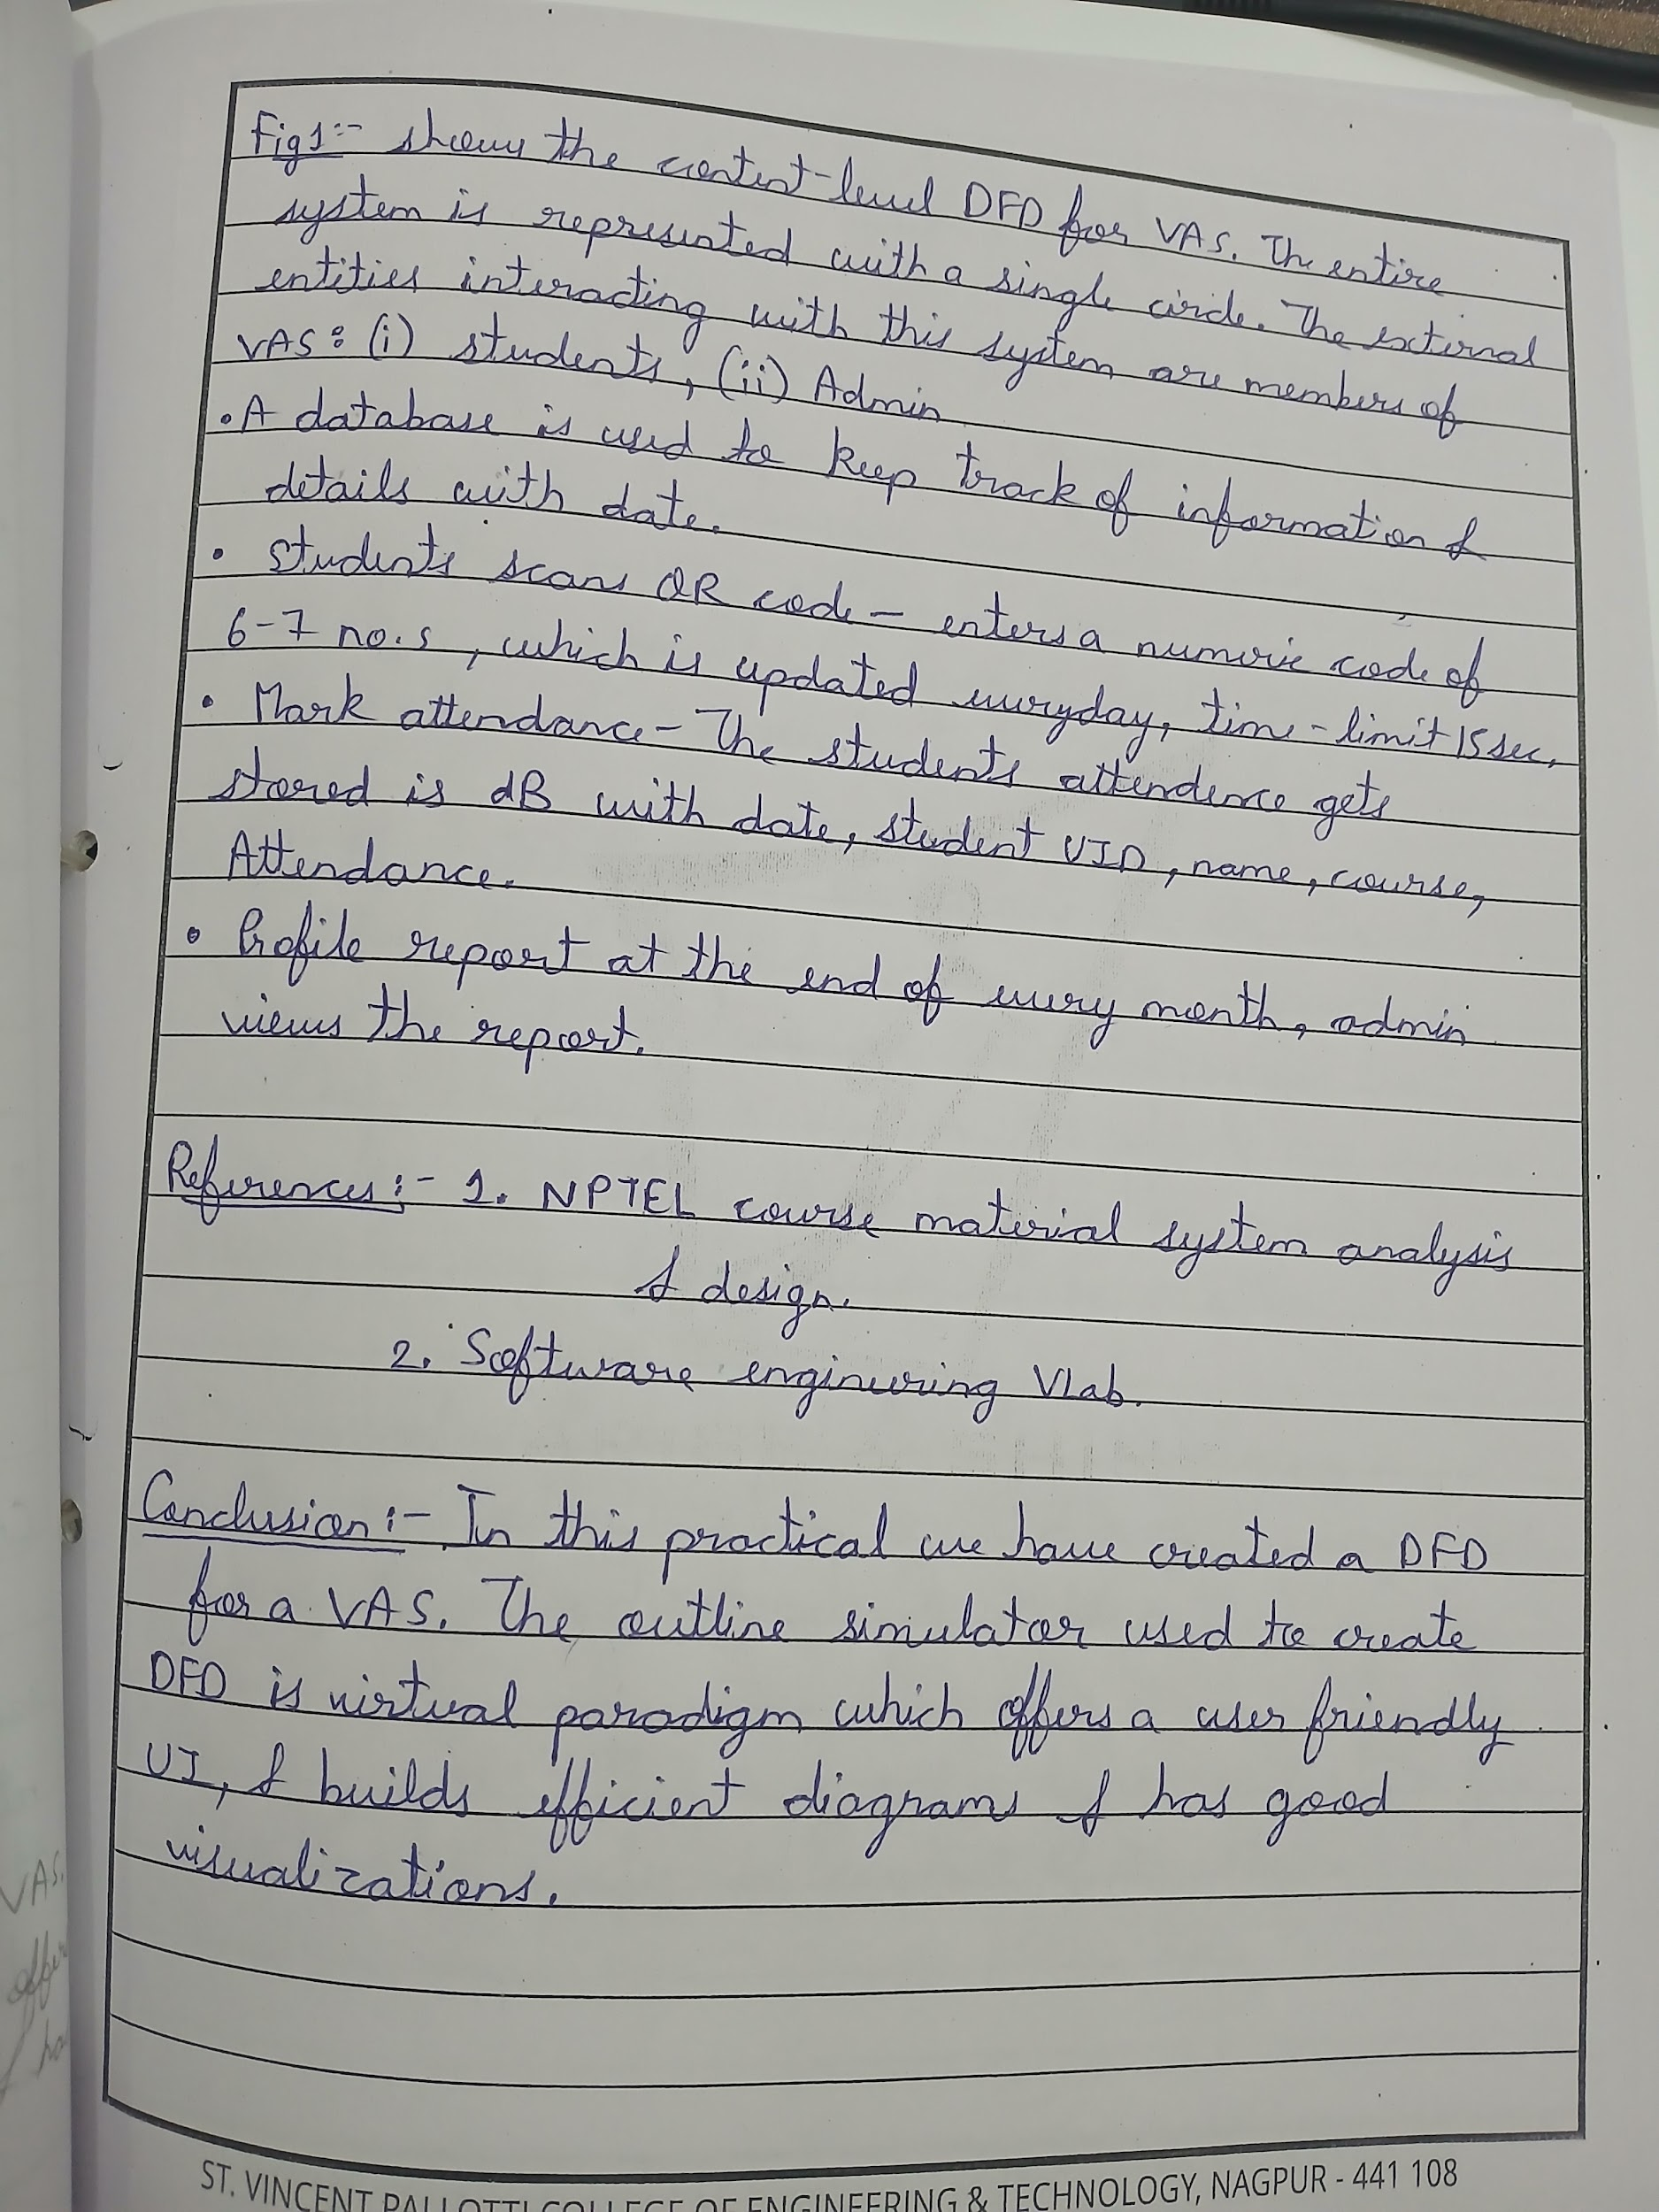 Fig1:- shows the context-level DFD for VAS. The entire
system is represented with a single circle. The external
entities interacting with this system are members of
VAS: (i) students, (ii) Admin
• A database is used to keep track of information &
details with date.
• students scans QR code - enters a numeric code of
6-7 no.s, which is updated everyday, time-limit 15 sec.
• Mark attendance - The students attendence gets
stored is dB with date, student UID, name, course,
Attendance.
• Profile report at the end of every month, admin
views the report.
References:- 1. NPTEL course material system analysis
& design.
2. Software engineering Vlab.
Conclusion:- In this practical we have created a DFD
for a VAS. The outline simulator used to create
DFD is virtual paradigm which offers a user friendly
UI, & builds efficient diagrams & has good
visualizations.
VAS.
ST. VINCENT PALLOTTI COLLEGE OF ENGINEERING & TECHNOLOGY, NAGPUR - 441 108